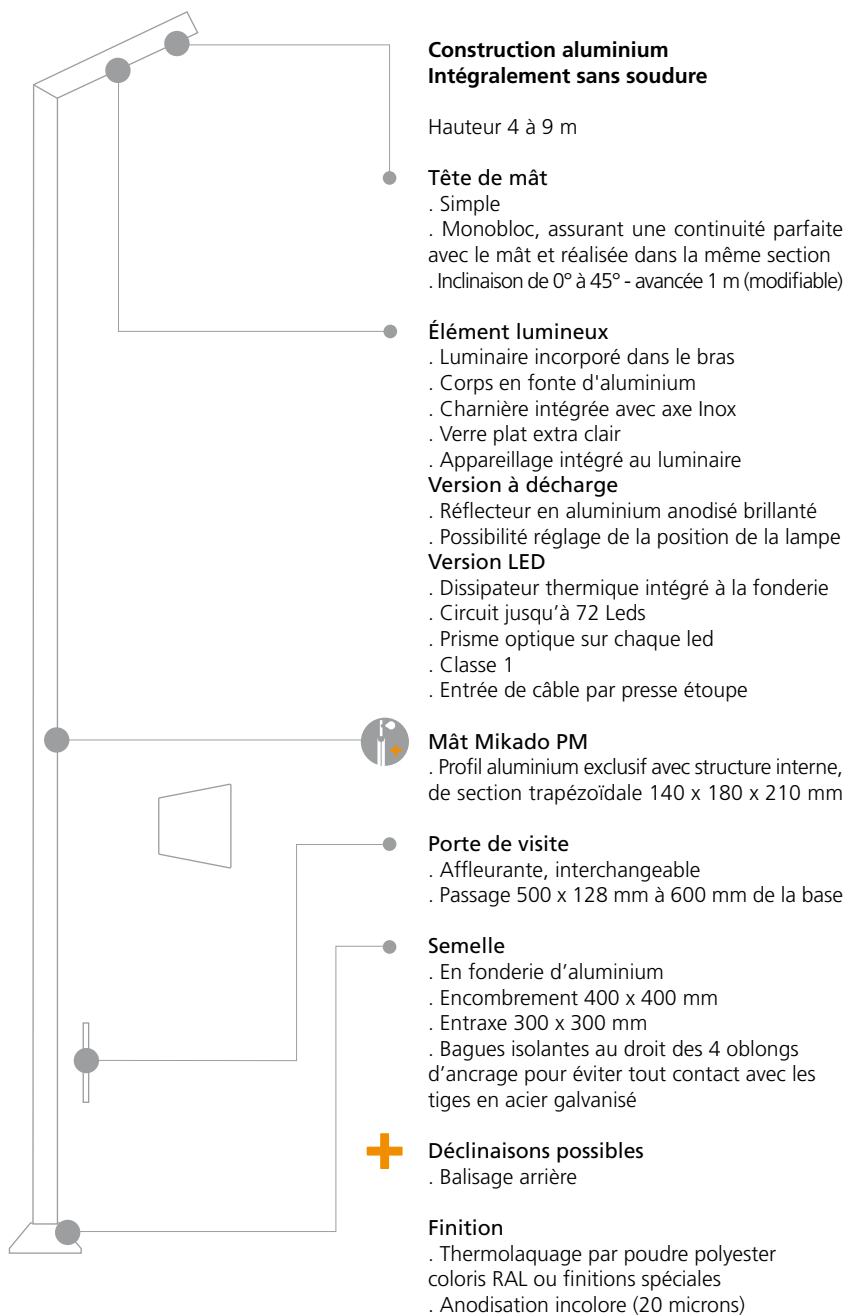 Construction aluminium
Intégralement sans soudure
Hauteur 4 à 9 m
Tête de mât
. Simple
. Monobloc, assurant une continuité parfaite
avec le mât et réalisée dans la même section
. Inclinaison de 0° à 45° - avancée 1 m (modifiable)
Élément lumineux
. Luminaire incorporé dans le bras
. Corps en fonte d'aluminium
. Charnière intégrée avec axe Inox
. Verre plat extra clair
. Appareillage intégré au luminaire
Version à décharge
. Réflecteur en aluminium anodisé brillanté
. Possibilité réglage de la position de la lampe
Version LED
. Dissipateur thermique intégré à la fonderie
. Circuit jusqu’à 72 Leds
. Prisme optique sur chaque led
. Classe 1
. Entrée de câble par presse étoupe
Mât Mikado PM
. Profil aluminium exclusif avec structure interne,
de section trapézoïdale 140 x 180 x 210 mm
Porte de visite
. Affleurante, interchangeable
. Passage 500 x 128 mm à 600 mm de la base
Semelle
. En fonderie d’aluminium
. Encombrement 400 x 400 mm
. Entraxe 300 x 300 mm
. Bagues isolantes au droit des 4 oblongs
d’ancrage pour éviter tout contact avec les
tiges en acier galvanisé
Déclinaisons possibles
. Balisage arrière
Finition
. Thermolaquage par poudre polyester
coloris RAL ou finitions spéciales
. Anodisation incolore (20 microns)